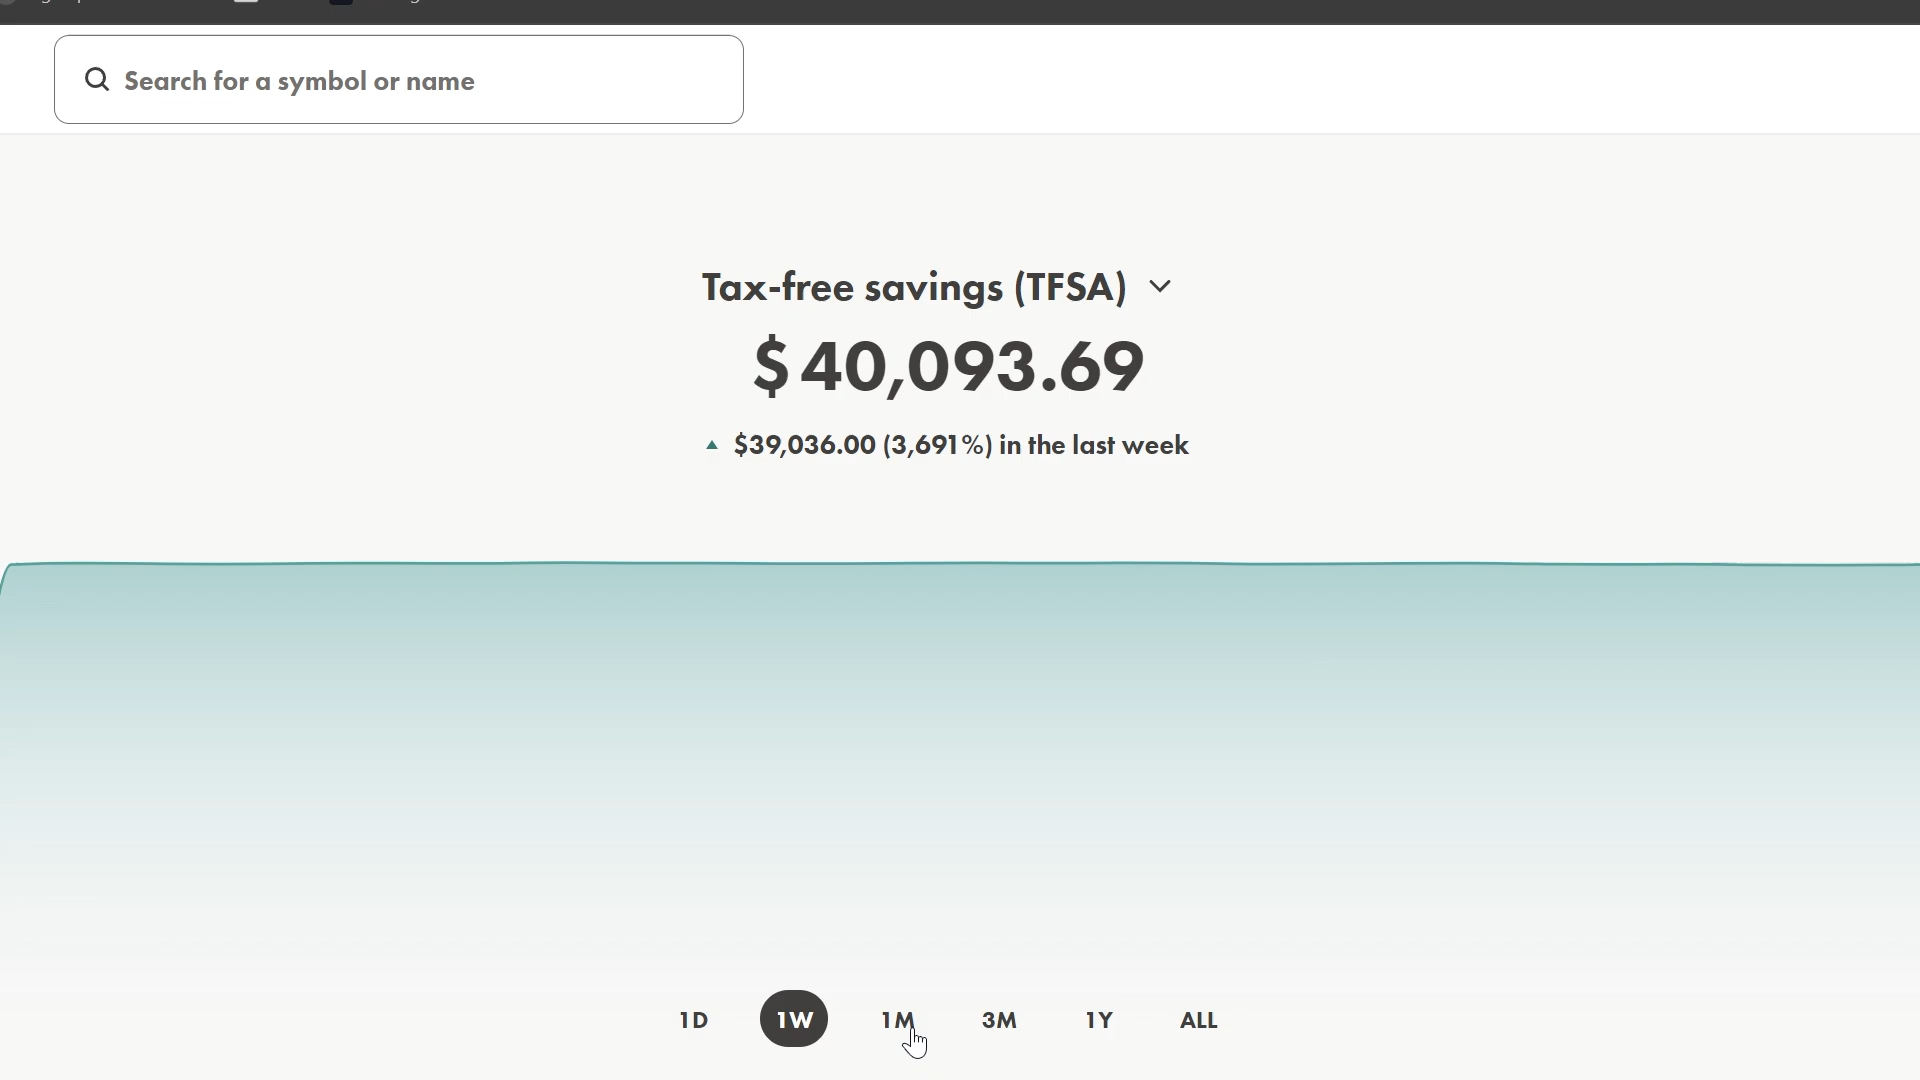 Search for a symbol or name
Tax-free savings (TFSA)
$40,093.69
$39,036.00 (3,691%) in the last week
1D 1W 1M 3M 1Y ALL